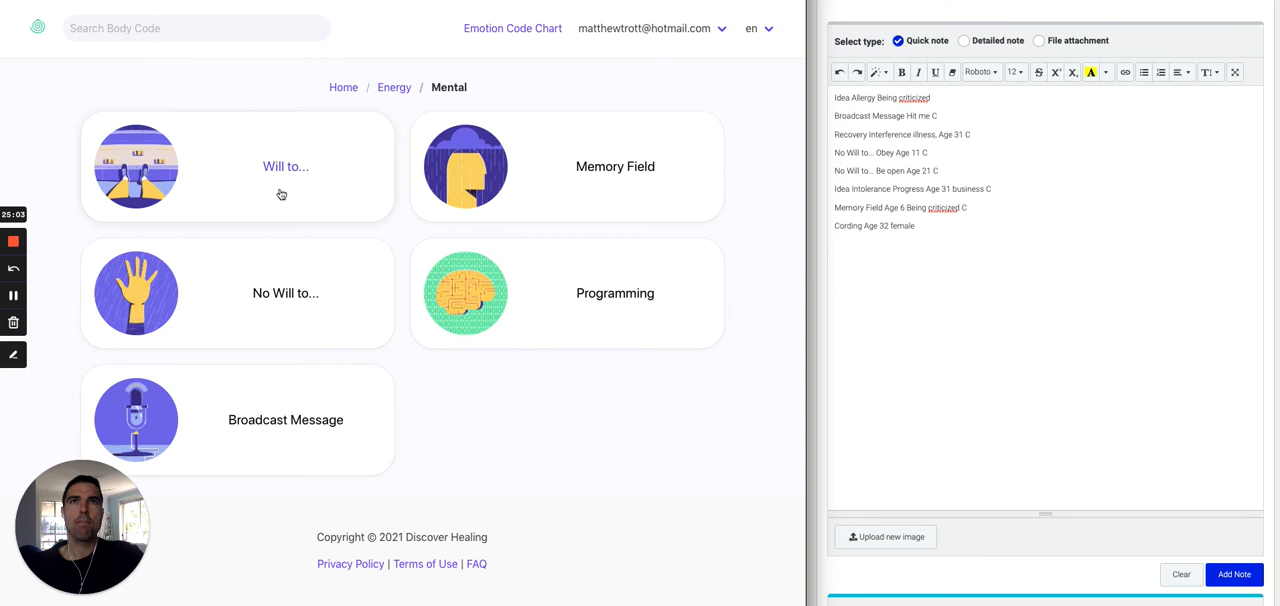 Search Body Code
Emotion Code Chart
matthewtrott@hotmail.com
en
Home / Energy / Mental
Will to...
Memory Field
No Will to...
Programming
Broadcast Message
25:03
Copyright © 2021 Discover Healing
Privacy Policy | Terms of Use | FAQ
Select type: Quick note Detailed note File attachment
B I U Roboto 12 S X² X₂ A T!
Idea Allergy Being criticized
Broadcast Message Hit me C
Recovery Interference illness, Age 31 C
No Will to... Obey Age 11 C
No Will to... Be open Age 21 C
Idea Intolerance Progress Age 31 business C
Memory Field Age 6 Being criticized C
Cording Age 32 female
Upload new image
Clear
Add Note